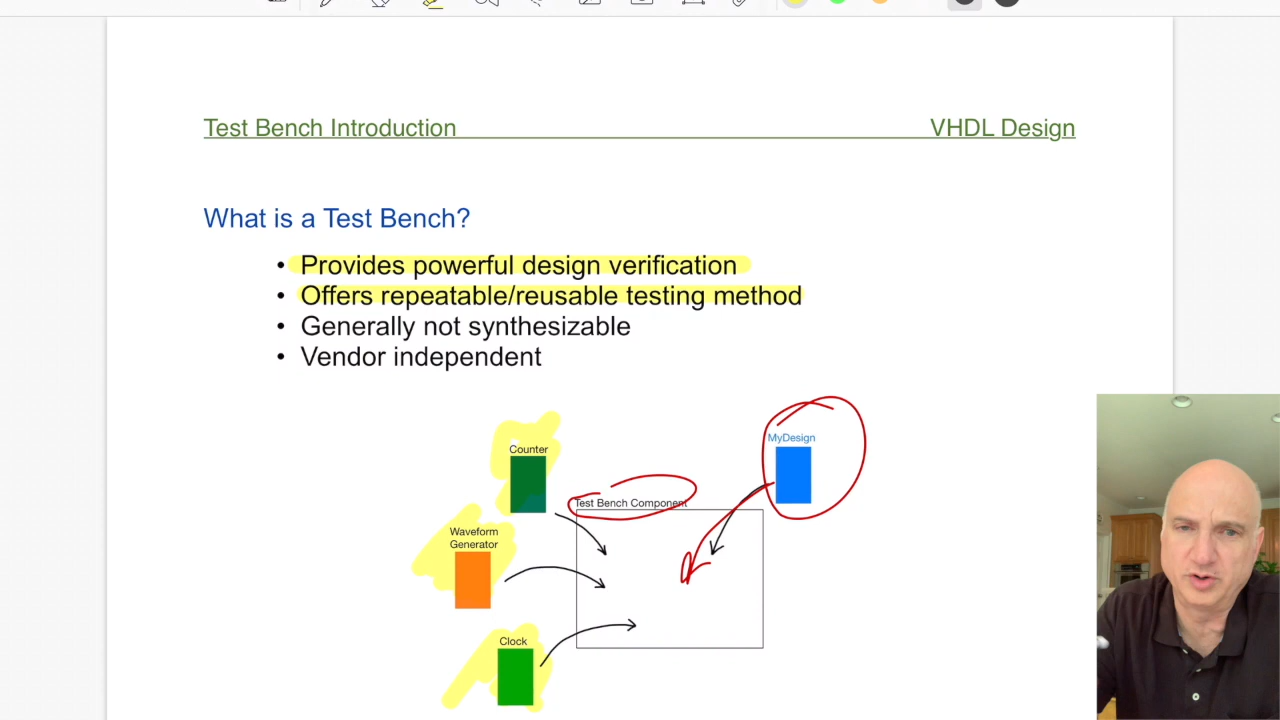 Test Bench Introduction VHDL Design
What is a Test Bench?
• Provides powerful design verification
• Offers repeatable/reusable testing method
• Generally not synthesizable
• Vendor independent
MyDesign
Counter
Test Bench Component
Waveform
Generator
Clock